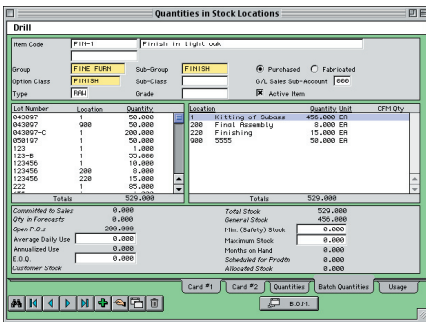 Quantities in Stock Locations
Drill
Item Code FIN-1 Finish in light oak
Group FINE FURN Sub-Group FINISH Purchased Fabricated
Option Class FINISH Sub-Class G/L Sales Sub-Account 000
Type RAW Grade Active Item
Lot Number Location Quantity
043097 1 50.000
043097 900 50.000
043097-C 1 200.000
050197 1 50.000
123 1 1.000
123-B 1 55.000
123456 1 10.000
123456 200 8.000
123456 220 15.000
222 1 85.000
Totals 529.000
Location Quantity Unit CFM Qty
1 Kitting of Subass 456.000 EA
200 Final Assembly 8.000 EA
220 Finishing 15.000 EA
900 5555 50.000 EA
Totals 529.000
Committed to Sales 0.000
Qty in Forecasts 0.000
Open P.O.s 200.000
Average Daily Use 0.000
Annualized Use 0.000
E.O.Q. 0.000
Customer Stock
Total Stock 529.000
General Stock 456.000
Min. (Safety) Stock 0.000
Maximum Stock 0.000
Months on Hand 0.000
Scheduled for Prodtn 0.000
Allocated Stock 0.000
Card #1 Card #2 Quantities Batch Quantities Usage
B.O.M.